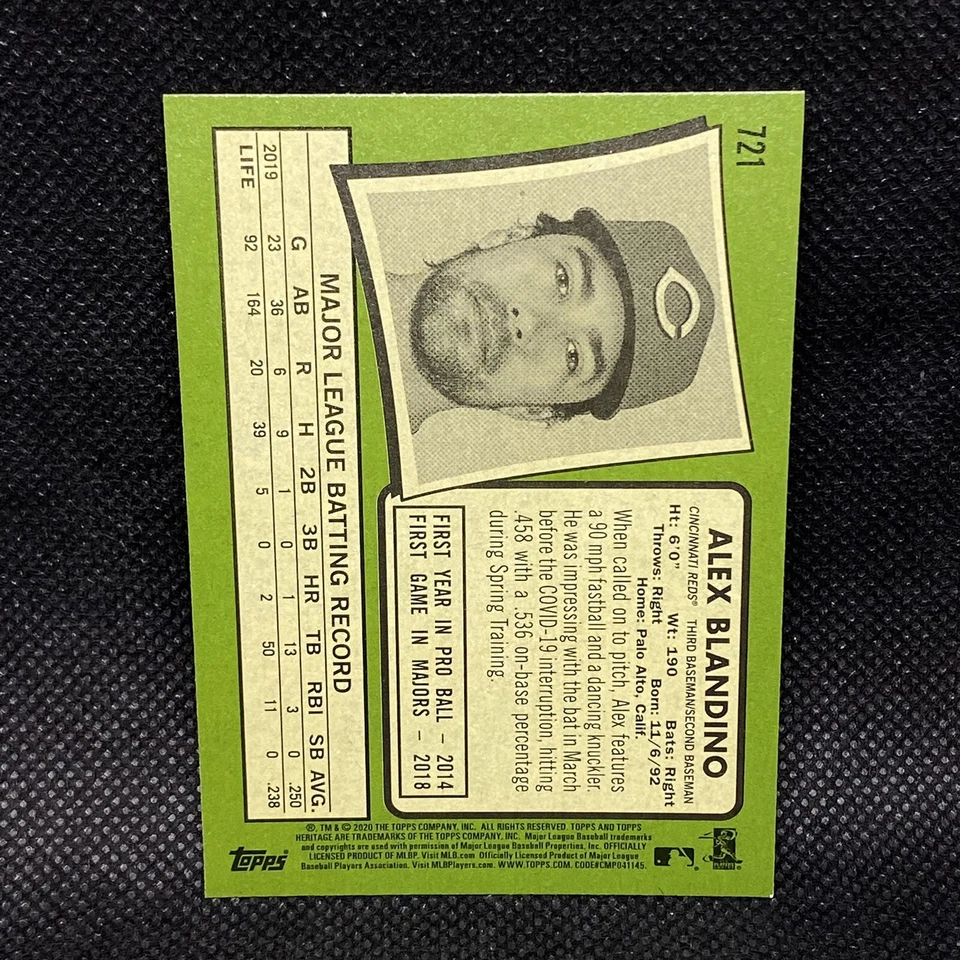 721
ALEX BLANDINO
CINCINNATI REDS® THIRD BASEMAN/SECOND BASEMAN
Ht: 6'0" Wt: 190 Bats: Right
Throws: Right Born: 11/6/92
Home: Palo Alto, Calif.
When called on to pitch, Alex features
a 90 mph fastball and a dancing knuckler.
He was impressing with the bat in March
before the COVID-19 interruption, hitting
.458 with a .536 on-base percentage
during Spring Training.
FIRST YEAR IN PRO BALL – 2014
FIRST GAME IN MAJORS – 2018
MAJOR LEAGUE BATTING RECORD
G AB R H 2B 3B HR TB RBI SB AVG.
2019 23 36 6 9 1 0 1 13 3 0 .250
LIFE 92 164 20 39 5 0 2 50 11 0 .238
®, TM & © 2020 THE TOPPS COMPANY, INC. ALL RIGHTS RESERVED. TOPPS AND TOPPS
HERITAGE ARE TRADEMARKS OF THE TOPPS COMPANY, INC. Major League Baseball trademarks
and copyrights are used with permission of Major League Baseball Properties, Inc. OFFICIALLY
LICENSED PRODUCT OF MLBP. Visit MLB.com Officially Licensed Product of Major League
Baseball Players Association. Visit MLBPlayers.com. WWW.TOPPS.COM. CODE#CMP041145.
TOPPS®